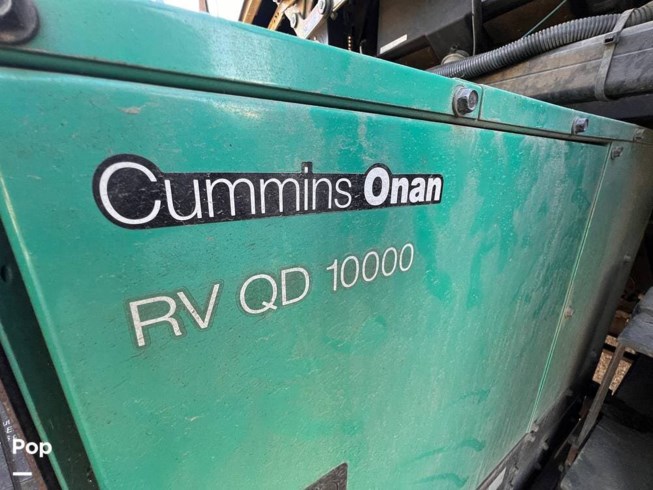 Cummins Onan
RV QD 10000
Pop